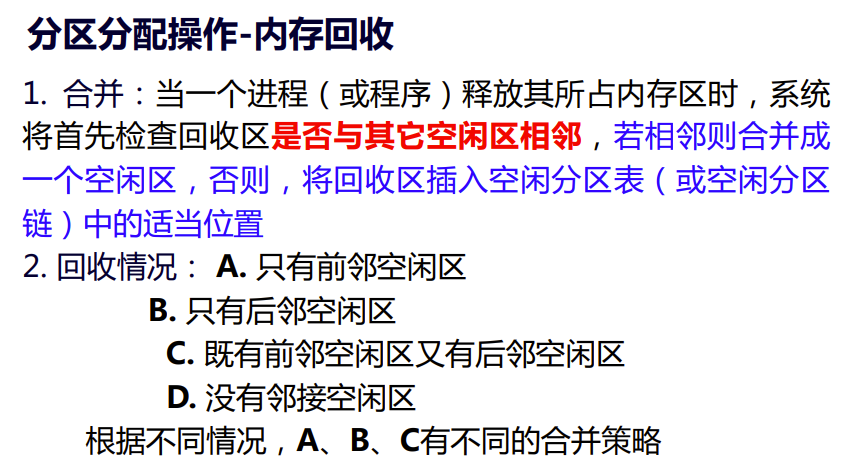 分区分配操作-内存回收
1. 合并：当一个进程（或程序）释放其所占内存区时，系统
将首先检查回收区是否与其它空闲区相邻，若相邻则合并成
一个空闲区，否则，将回收区插入空闲分区表（或空闲分区
链）中的适当位置
2. 回收情况： A. 只有前邻空闲区
B. 只有后邻空闲区
C. 既有前邻空闲区又有后邻空闲区
D. 没有邻接空闲区
根据不同情况，A、B、C有不同的合并策略